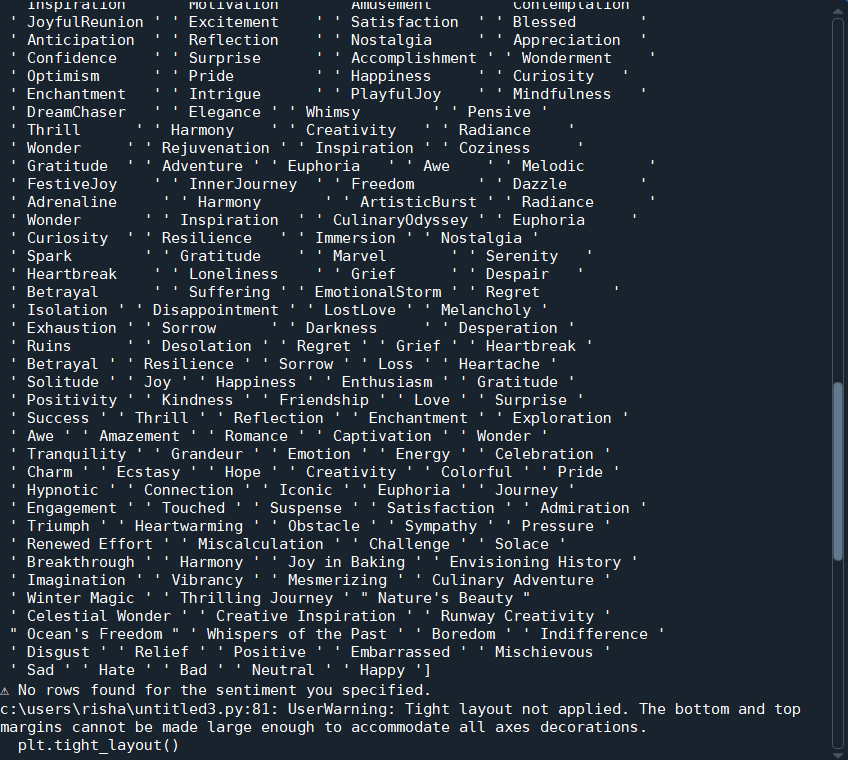 ' Inspiration    ' ' Motivation     ' ' Amusement      ' ' Contemplation '
' JoyfulReunion ' ' Excitement    ' ' Satisfaction  ' ' Blessed       '
' Anticipation  ' ' Reflection    ' ' Nostalgia     ' ' Appreciation  '
' Confidence    ' ' Surprise      ' ' Accomplishment ' ' Wonderment    '
' Optimism      ' ' Pride         ' ' Happiness     ' ' Curiosity   '
' Enchantment   ' ' Intrigue      ' ' PlayfulJoy    ' ' Mindfulness   '
' DreamChaser   ' ' Elegance ' ' Whimsy        ' ' Pensive '
' Thrill      ' ' Harmony    ' ' Creativity   ' ' Radiance    '
' Wonder     ' ' Rejuvenation ' ' Inspiration ' ' Coziness     '
' Gratitude  ' ' Adventure ' ' Euphoria   ' ' Awe    ' ' Melodic       '
' FestiveJoy    ' ' InnerJourney  ' ' Freedom       ' ' Dazzle        '
' Adrenaline     ' ' Harmony       ' ' ArtisticBurst ' ' Radiance      '
' Wonder       ' ' Inspiration  ' ' CulinaryOdyssey ' ' Euphoria     '
' Curiosity  ' ' Resilience   ' ' Immersion ' ' Nostalgia '
' Spark        ' ' Gratitude    ' ' Marvel       ' ' Serenity   '
' Heartbreak    ' ' Loneliness    ' ' Grief      ' ' Despair   '
' Betrayal      ' ' Suffering ' ' EmotionalStorm ' ' Regret        '
' Isolation ' ' Disappointment ' ' LostLove ' ' Melancholy '
' Exhaustion ' ' Sorrow      ' ' Darkness     ' ' Desperation '
' Ruins      ' ' Desolation ' ' Regret ' ' Grief ' ' Heartbreak '
' Betrayal ' ' Resilience ' ' Sorrow ' ' Loss ' ' Heartache '
' Solitude ' ' Joy ' ' Happiness ' ' Enthusiasm ' ' Gratitude '
' Positivity ' ' Kindness ' ' Friendship ' ' Love ' ' Surprise '
' Success ' ' Thrill ' ' Reflection ' ' Enchantment ' ' Exploration '
' Awe ' ' Amazement ' ' Romance ' ' Captivation ' ' Wonder '
' Tranquility ' ' Grandeur ' ' Emotion ' ' Energy ' ' Celebration '
' Charm ' ' Ecstasy ' ' Hope ' ' Creativity ' ' Colorful ' ' Pride '
' Hypnotic ' ' Connection ' ' Iconic ' ' Euphoria ' ' Journey '
' Engagement ' ' Touched ' ' Suspense ' ' Satisfaction ' ' Admiration '
' Triumph ' ' Heartwarming ' ' Obstacle ' ' Sympathy ' ' Pressure '
' Renewed Effort ' ' Miscalculation ' ' Challenge ' ' Solace '
' Breakthrough ' ' Harmony ' ' Joy in Baking ' ' Envisioning History '
' Imagination ' ' Vibrancy ' ' Mesmerizing ' ' Culinary Adventure '
' Winter Magic ' ' Thrilling Journey ' " Nature's Beauty "
' Celestial Wonder ' ' Creative Inspiration ' ' Runway Creativity '
" Ocean's Freedom " ' Whispers of the Past ' ' Boredom ' ' Indifference '
' Disgust ' ' Relief ' ' Positive ' ' Embarrassed ' ' Mischievous '
' Sad ' ' Hate ' ' Bad ' ' Neutral ' ' Happy ']
⚠ No rows found for the sentiment you specified.
c:\users\risha\untitled3.py:81: UserWarning: Tight layout not applied. The bottom and top
margins cannot be made large enough to accommodate all axes decorations.
  plt.tight_layout()